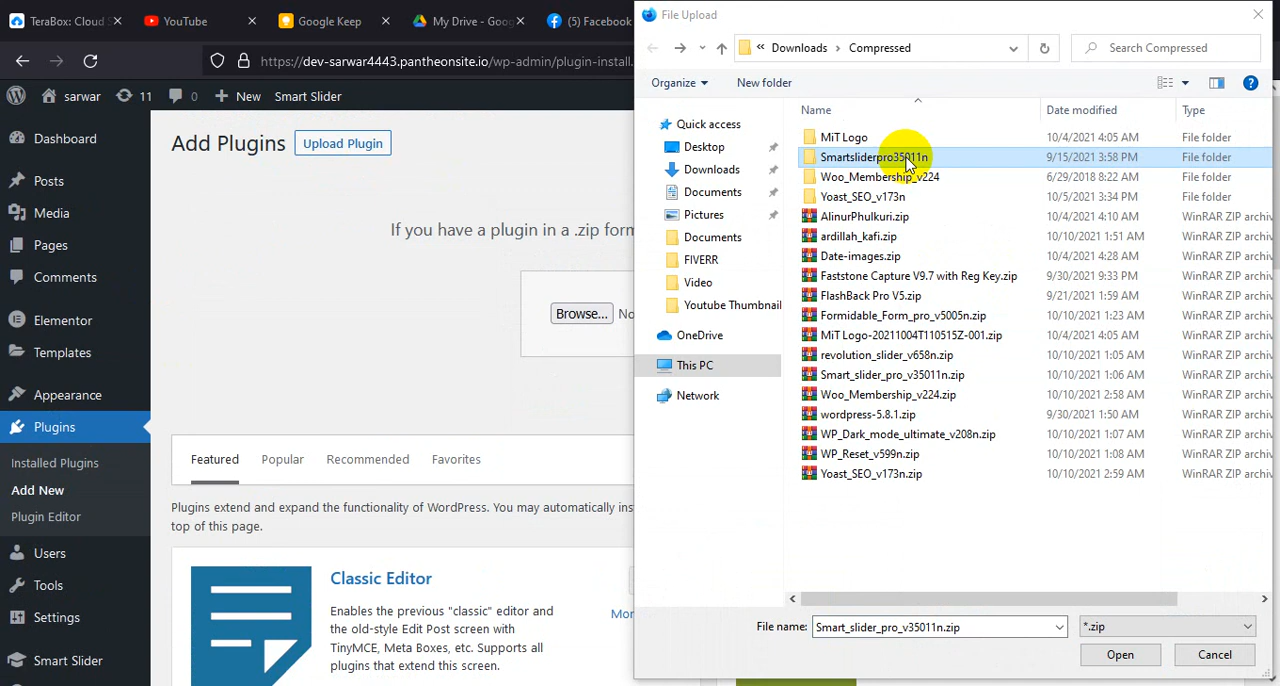 TeraBox: Cloud S
YouTube
Google Keep
My Drive - Goog
(5) Facebook
https://dev-sarwar4443.pantheonsite.io/wp-admin/plugin-install.
sarwar
11
0
New
Smart Slider
Dashboard
Posts
Media
Pages
Comments
Elementor
Templates
Appearance
Plugins
Installed Plugins
Add New
Plugin Editor
Users
Tools
Settings
Smart Slider
Add Plugins
Upload Plugin
If you have a plugin in a .zip form
Browse...
No
Featured
Popular
Recommended
Favorites
Plugins extend and expand the functionality of WordPress. You may automatically ins
top of this page.
Classic Editor
Enables the previous "classic" editor and
the old-style Edit Post screen with
TinyMCE, Meta Boxes, etc. Supports all
plugins that extend this screen.
Mor
File Upload
« Downloads › Compressed
Search Compressed
Organize
New folder
Quick access
Desktop
Downloads
Documents
Pictures
Documents
FIVERR
Video
Youtube Thumbnail
OneDrive
This PC
Network
Name Date modified Type
MiT Logo 10/4/2021 4:05 AM File folder
Smartsliderpro35011n 9/15/2021 3:58 PM File folder
Woo_Membership_v224 6/29/2018 8:22 AM File folder
Yoast_SEO_v173n 10/5/2021 3:34 PM File folder
AlinurPhulkuri.zip 10/4/2021 4:10 AM WinRAR ZIP archiv
ardillah_kafi.zip 10/10/2021 1:51 AM WinRAR ZIP archiv
Date-images.zip 10/4/2021 4:28 AM WinRAR ZIP archiv
Faststone Capture V9.7 with Reg Key.zip 9/30/2021 9:33 PM WinRAR ZIP archiv
FlashBack Pro V5.zip 9/21/2021 1:59 AM WinRAR ZIP archiv
Formidable_Form_pro_v5005n.zip 10/10/2021 1:23 AM WinRAR ZIP archiv
MiT Logo-20211004T110515Z-001.zip 10/4/2021 4:05 AM WinRAR ZIP archiv
revolution_slider_v658n.zip 10/10/2021 1:05 AM WinRAR ZIP archiv
Smart_slider_pro_v35011n.zip 10/10/2021 1:06 AM WinRAR ZIP archiv
Woo_Membership_v224.zip 10/10/2021 2:58 AM WinRAR ZIP archiv
wordpress-5.8.1.zip 9/30/2021 1:50 AM WinRAR ZIP archiv
WP_Dark_mode_ultimate_v208n.zip 10/10/2021 1:07 AM WinRAR ZIP archiv
WP_Reset_v599n.zip 10/10/2021 1:08 AM WinRAR ZIP archiv
Yoast_SEO_v173n.zip 10/10/2021 2:59 AM WinRAR ZIP archiv
File name: Smart_slider_pro_v35011n.zip *.zip
Open Cancel